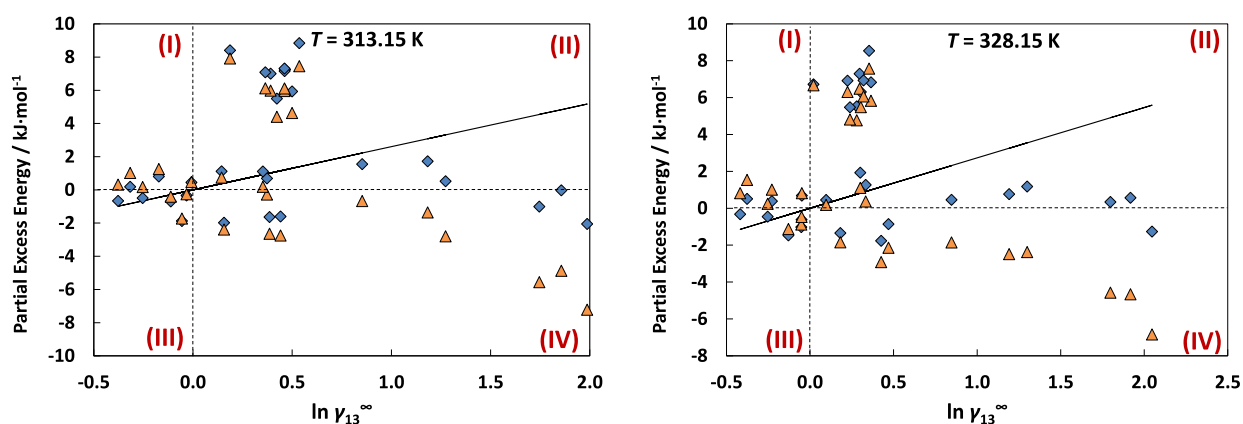 10
8
6
4
2
0
-2
-4
-6
-8
-10
-0.5 0.0 0.5 1.0 1.5 2.0
Partial Excess Energy / kJ·mol⁻¹
ln γ₁₃^∞
T = 313.15 K
(I)
(II)
(III)
(IV)
10
8
6
4
2
0
-2
-4
-6
-8
-0.5 0.0 0.5 1.0 1.5 2.0 2.5
Partial Excess Energy / kJ·mol⁻¹
ln γ₁₃^∞
T = 328.15 K
(I)
(II)
(III)
(IV)